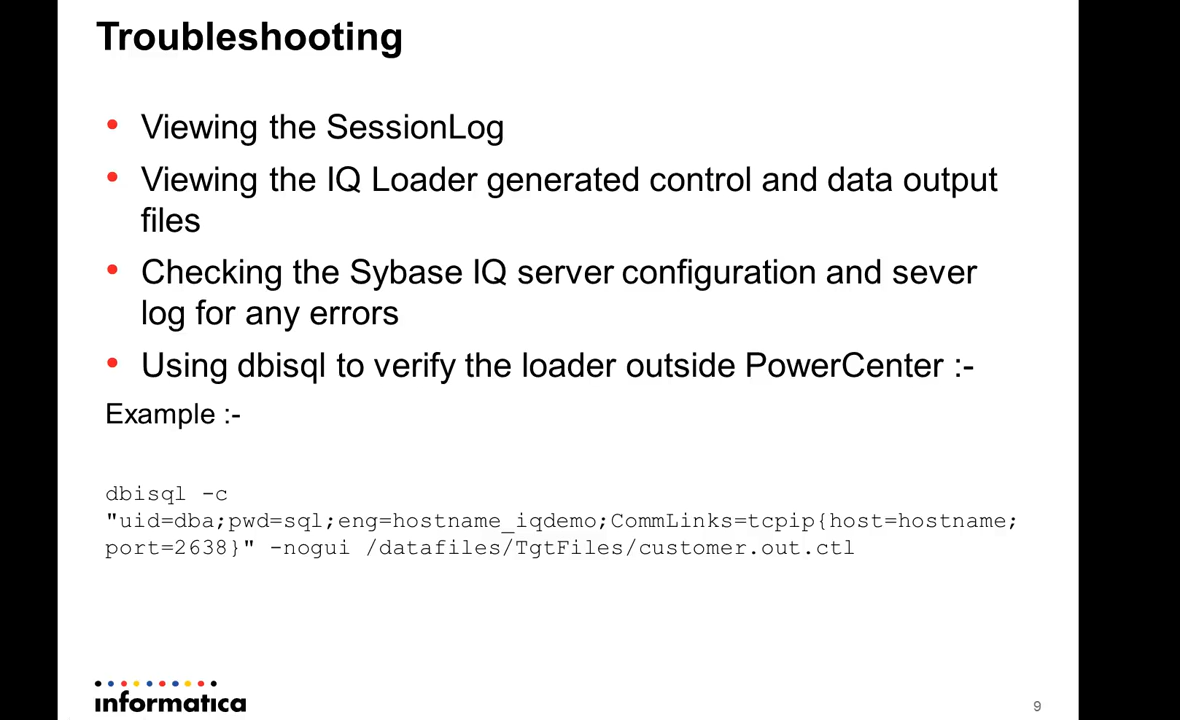 Troubleshooting
• Viewing the SessionLog
• Viewing the IQ Loader generated control and data output
files
• Checking the Sybase IQ server configuration and sever
log for any errors
• Using dbisql to verify the loader outside PowerCenter :-
Example :-
dbisql -c
"uid=dba;pwd=sql;eng=hostname_iqdemo;CommLinks=tcpip{host=hostname;
port=2638}" -nogui /datafiles/TgtFiles/customer.out.ctl
informatica
9